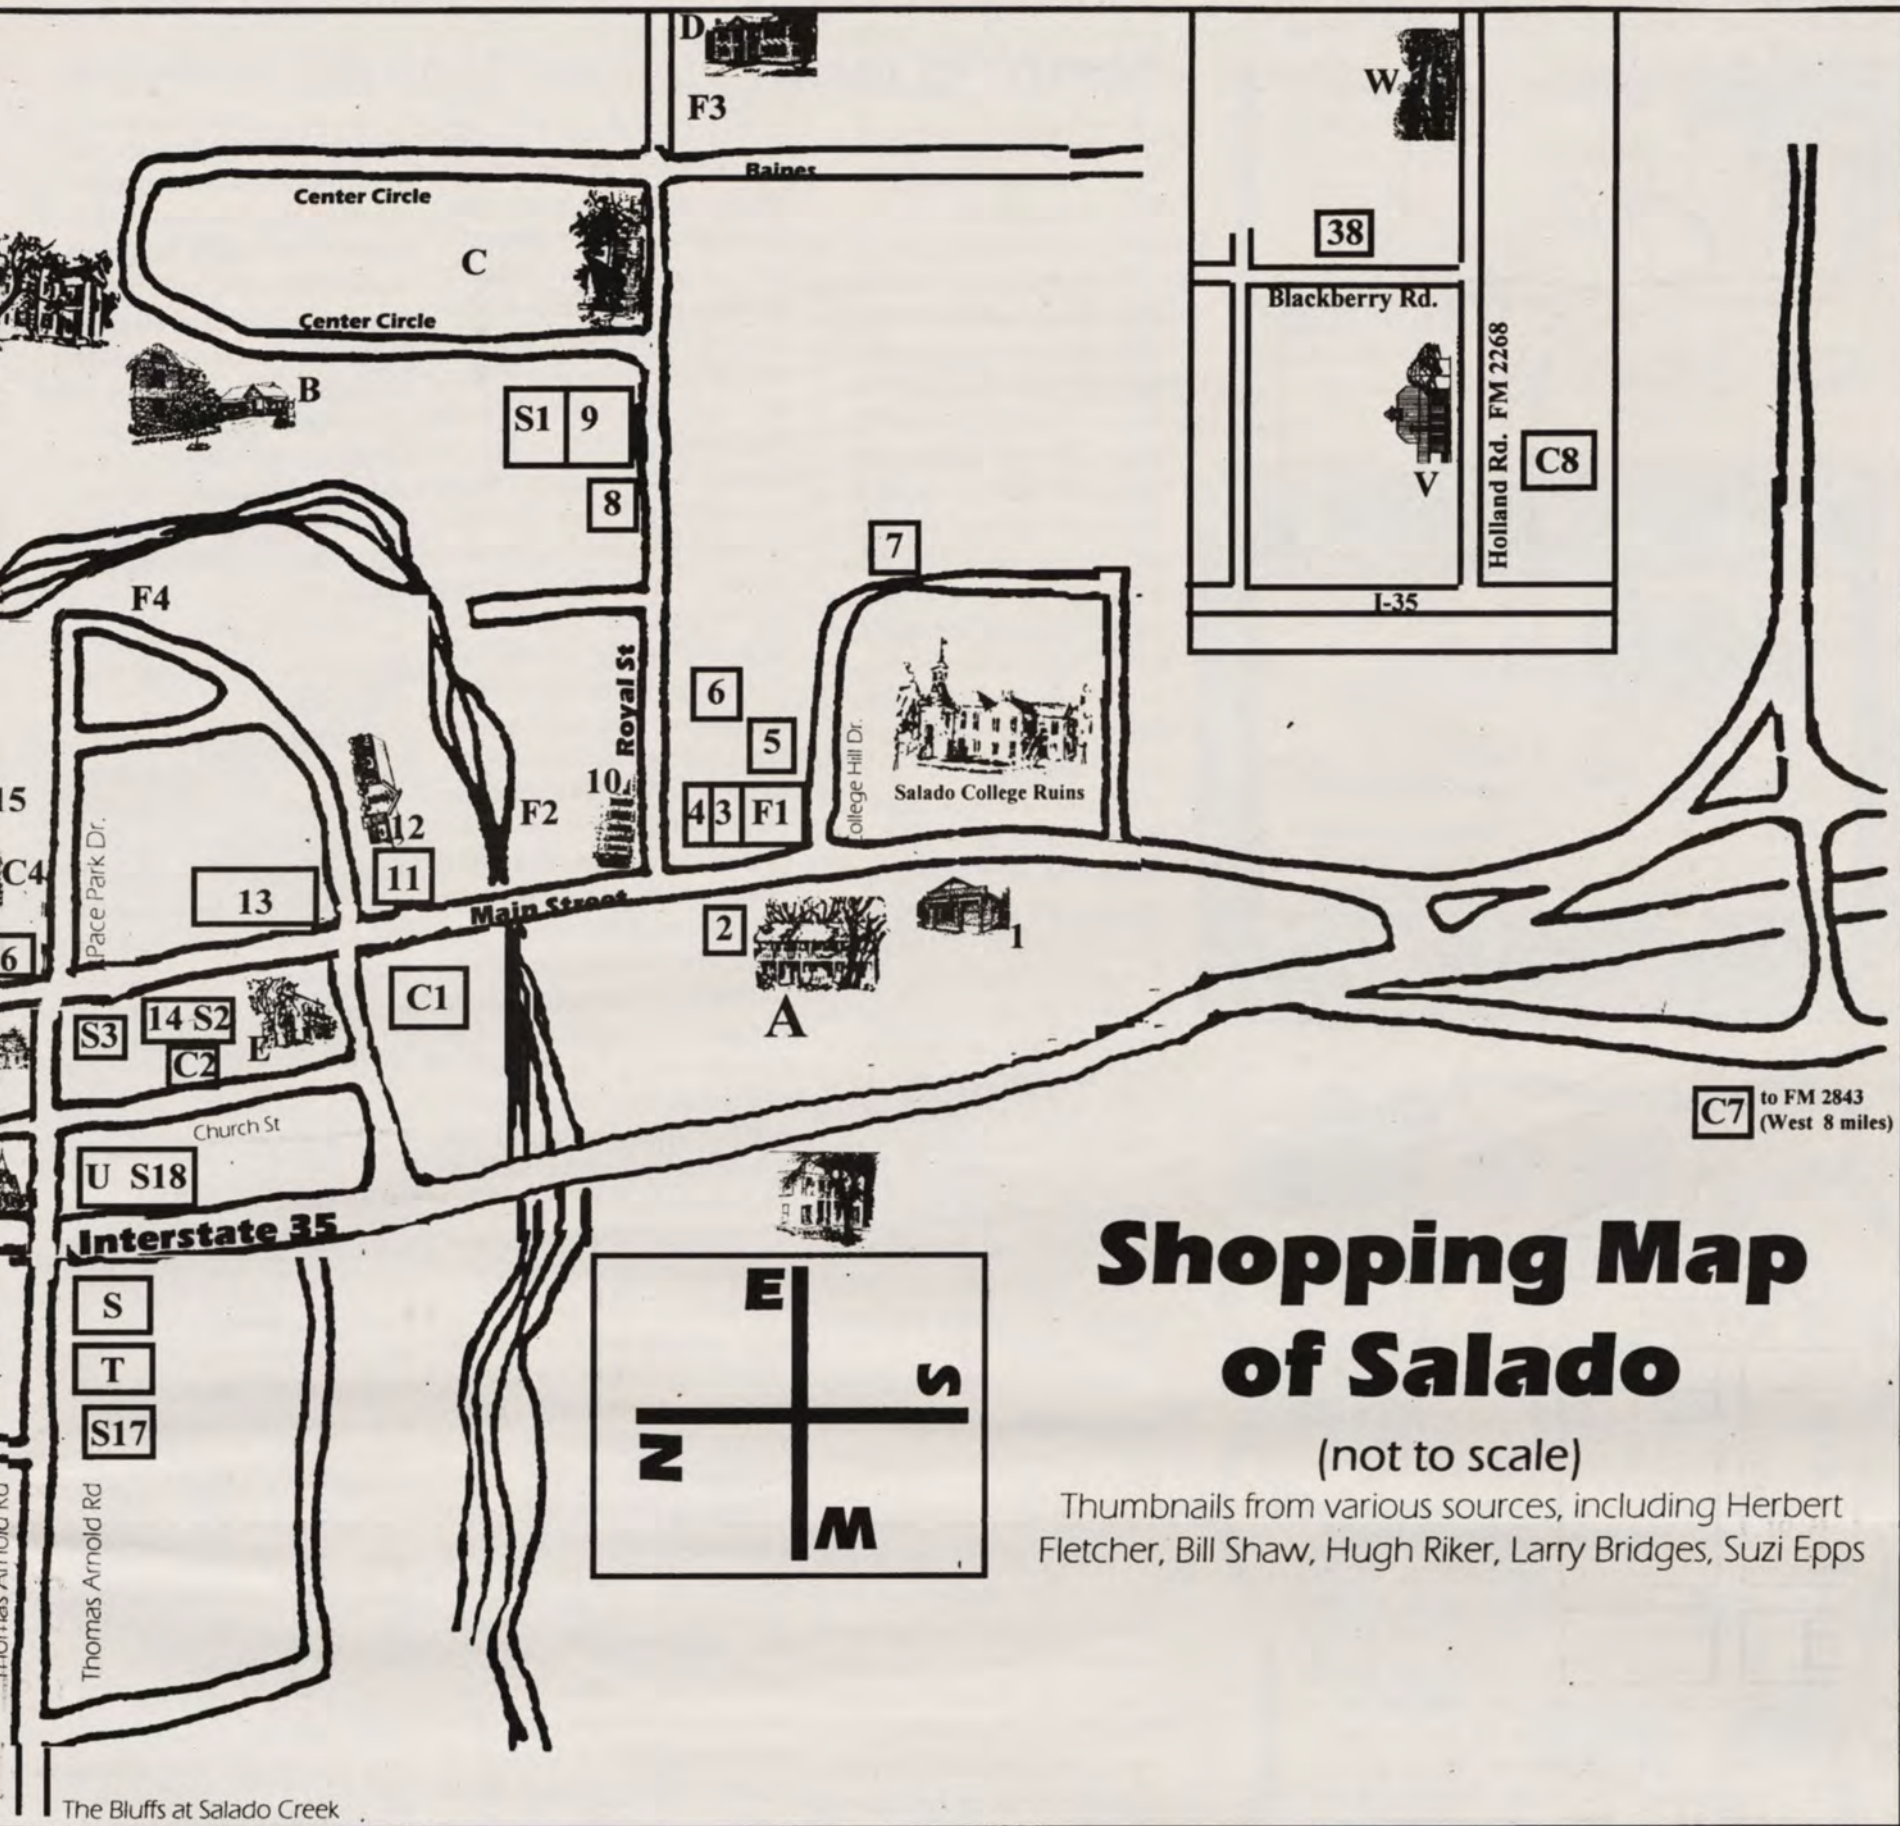 D
F3
W
Baines
Center Circle
38
C
Blackberry Rd.
Center Circle
Holland Rd. FM 2268
B
S1 9
C8
V
8
7
F4
I-35
Royal St
6
5
College Hill Dr.
Salado College Ruins
15
10
4 3 F1
F2
12
Pace Park Dr.
C4
11
13
Main Street
2
1
6
C1
A
14 S2
S3
E
C2
to FM 2843
C7
(West 8 miles)
Church St
U S18
Interstate 35
Shopping Map
of Salado
E
S
N
W
S
T
S17
(not to scale)
Thumbnails from various sources, including Herbert
Fletcher, Bill Shaw, Hugh Riker, Larry Bridges, Suzi Epps
Thomas Arnold Rd
Thomas Arnold Rd
The Bluffs at Salado Creek